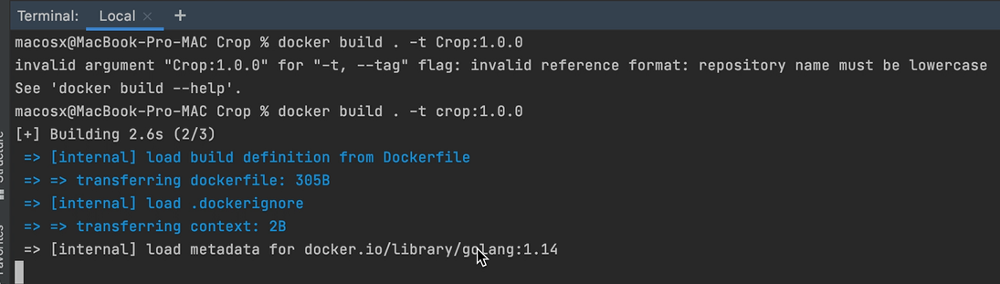 Terminal: Local × +
macosx@MacBook-Pro-MAC Crop % docker build . -t Crop:1.0.0
invalid argument "Crop:1.0.0" for "-t, --tag" flag: invalid reference format: repository name must be lowercase
See 'docker build --help'.
macosx@MacBook-Pro-MAC Crop % docker build . -t crop:1.0.0
[+] Building 2.6s (2/3)
=> [internal] load build definition from Dockerfile
=> => transferring dockerfile: 305B
=> [internal] load .dockerignore
=> => transferring context: 2B
=> [internal] load metadata for docker.io/library/golang:1.14